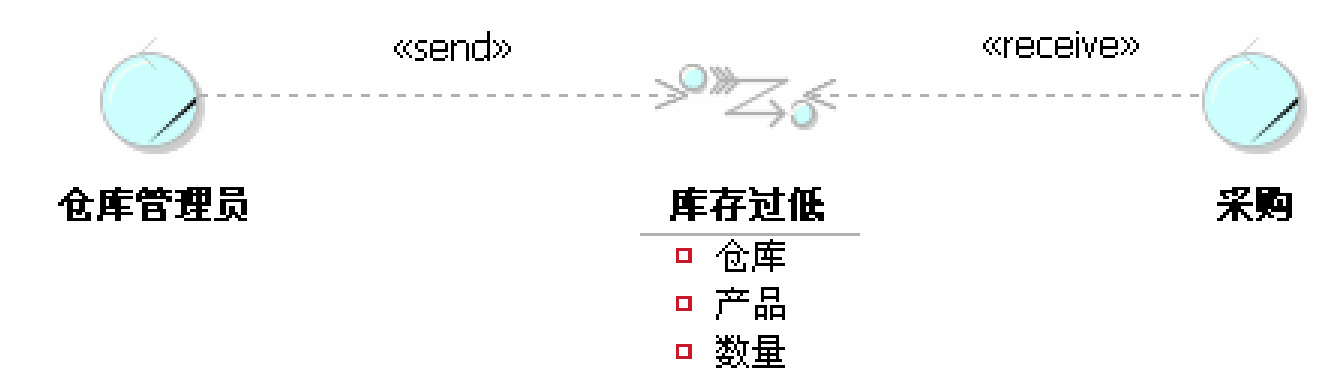 «send»
«receive»
仓库管理员
库存过低
采购
仓库
产品
数量